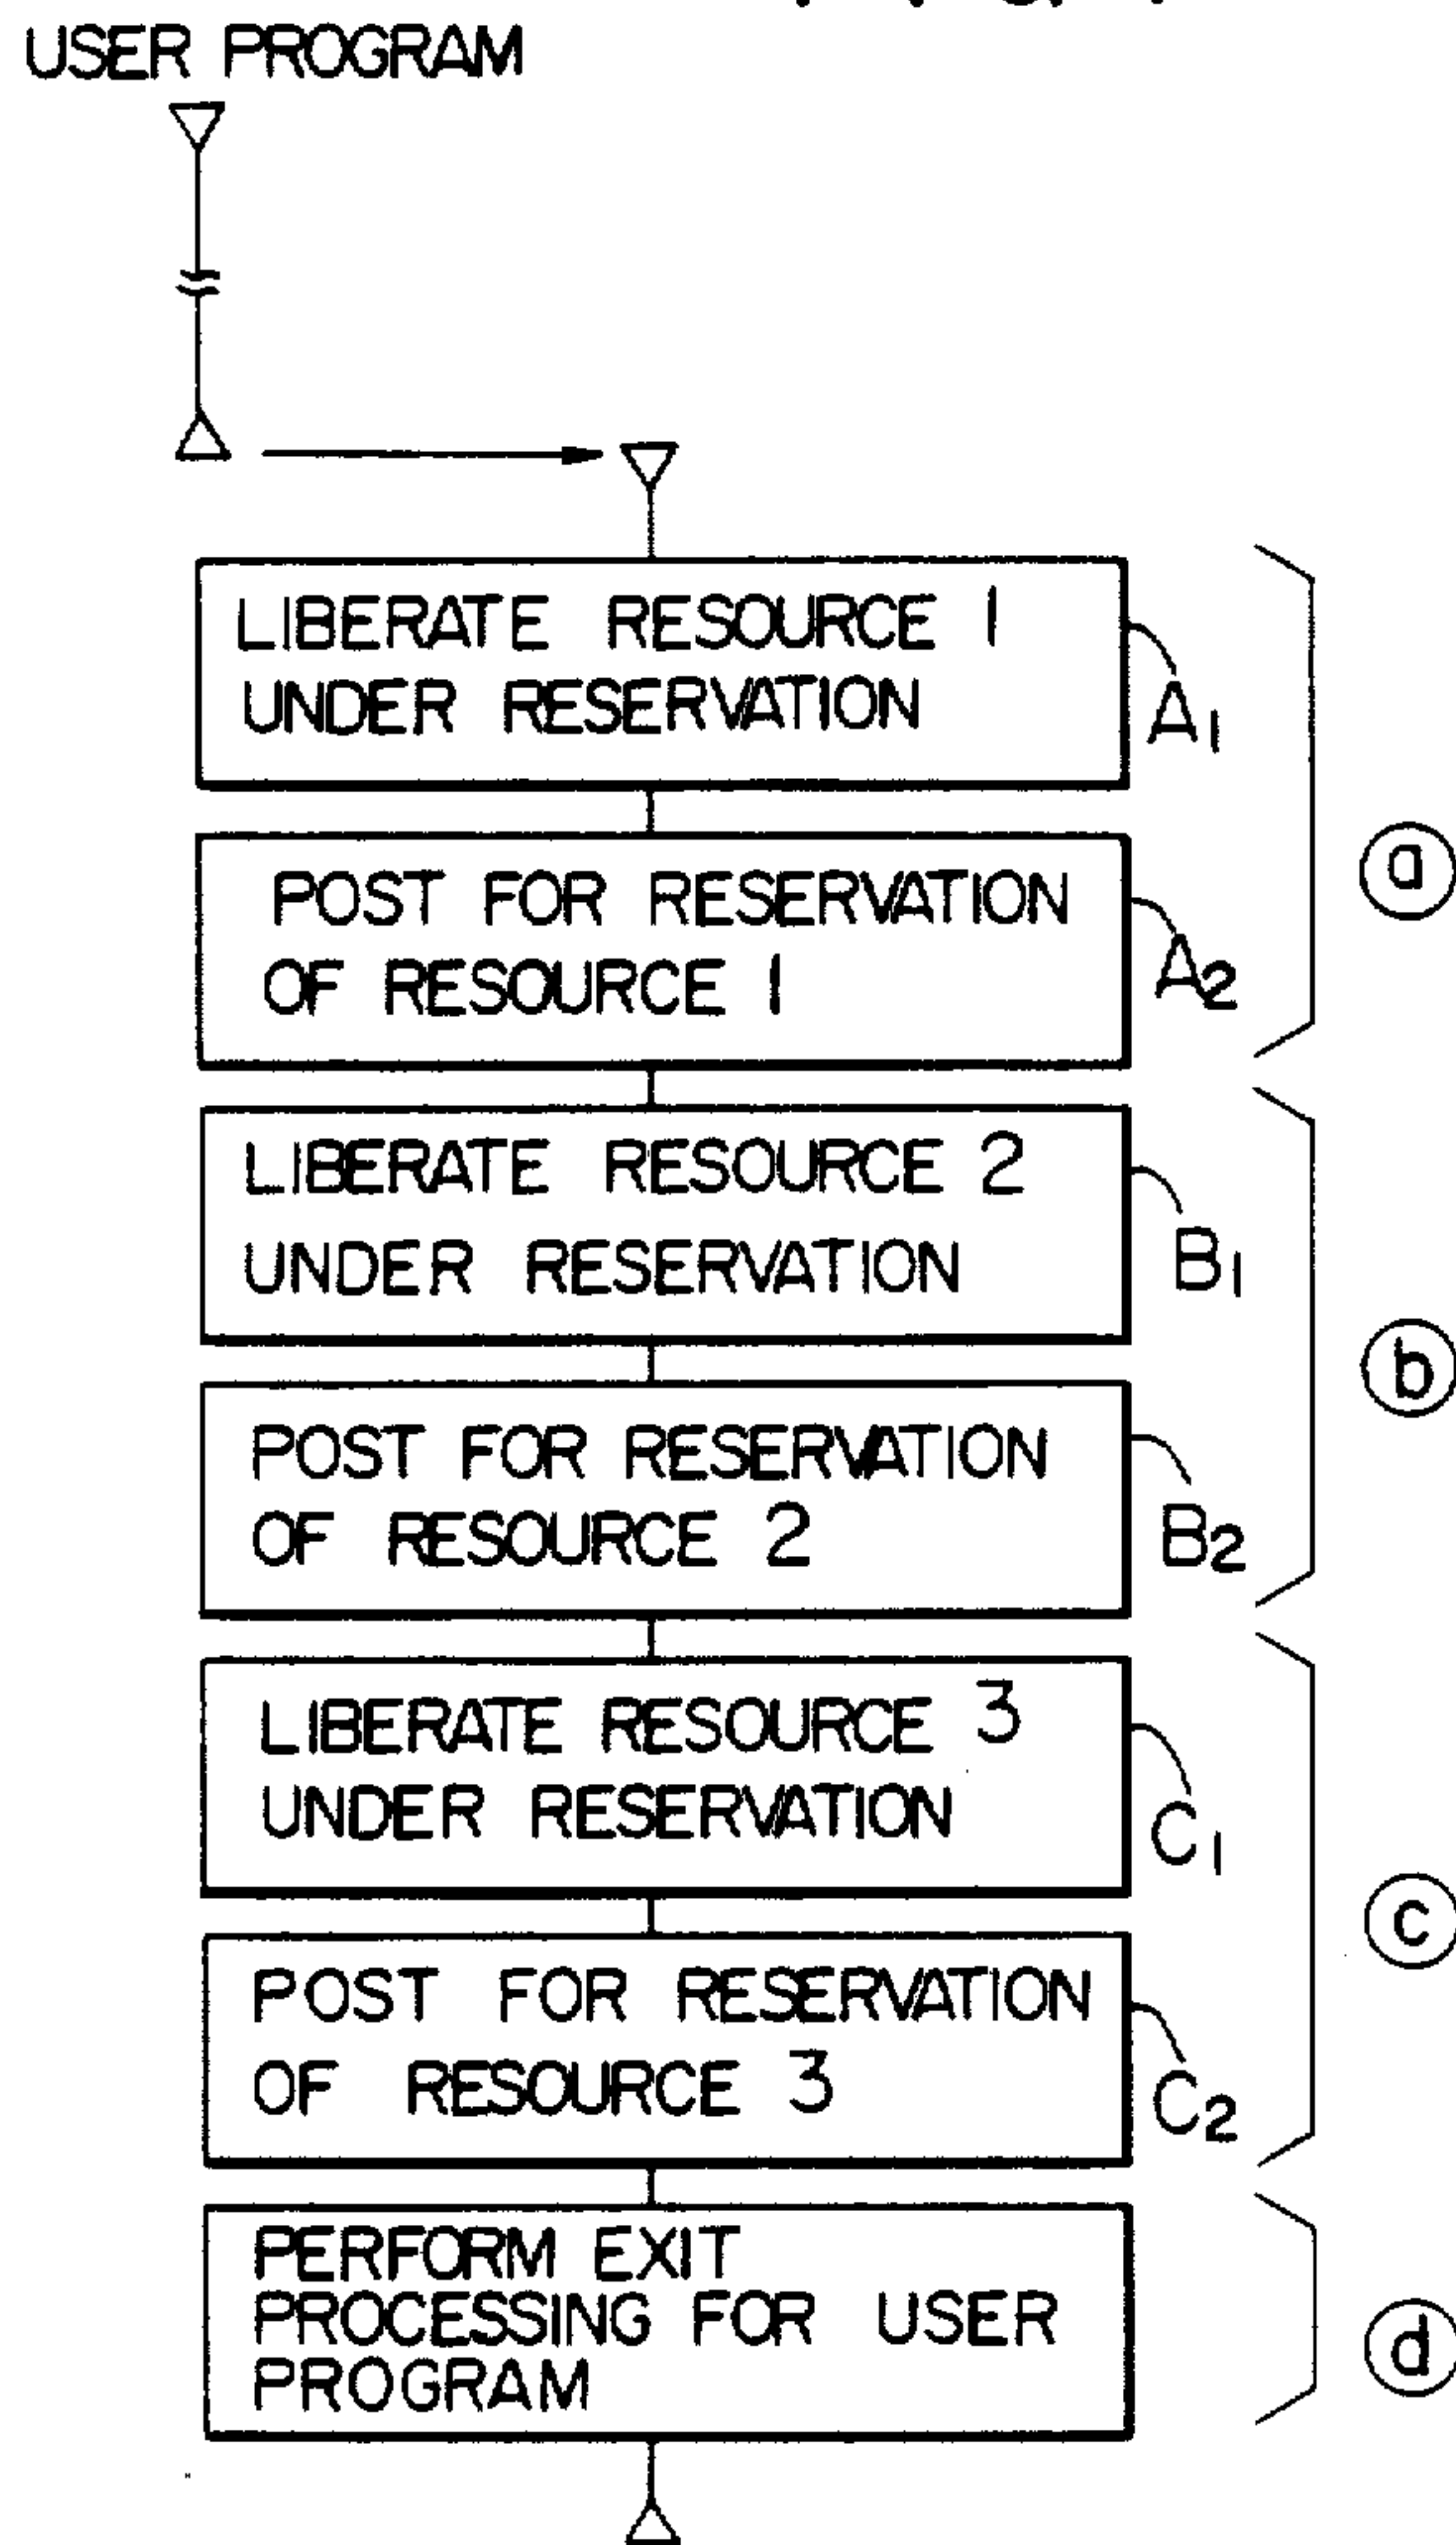 USER PROGRAM
LIBERATE RESOURCE 1
UNDER RESERVATION
A1
POST FOR RESERVATION
OF RESOURCE 1
A2
a
LIBERATE RESOURCE 2
UNDER RESERVATION
B1
POST FOR RESERVATION
OF RESOURCE 2
B2
b
LIBERATE RESOURCE 3
UNDER RESERVATION
C1
POST FOR RESERVATION
OF RESOURCE 3
C2
c
PERFORM EXIT
PROCESSING FOR USER
PROGRAM
d